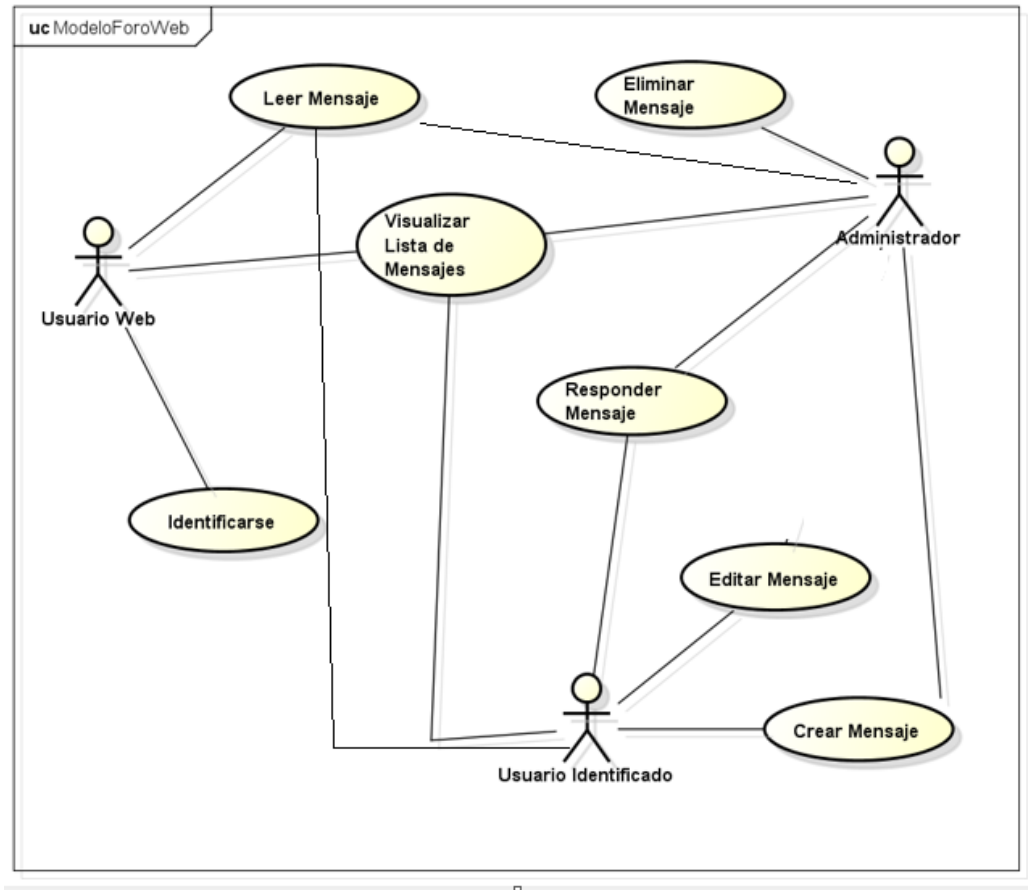 uc ModeloForoWeb
Leer Mensaje
Eliminar
Mensaje
Visualizar
Lista de
Mensajes
Administrador
Usuario Web
Responder
Mensaje
Identificarse
Editar Mensaje
Crear Mensaje
Usuario Identificado